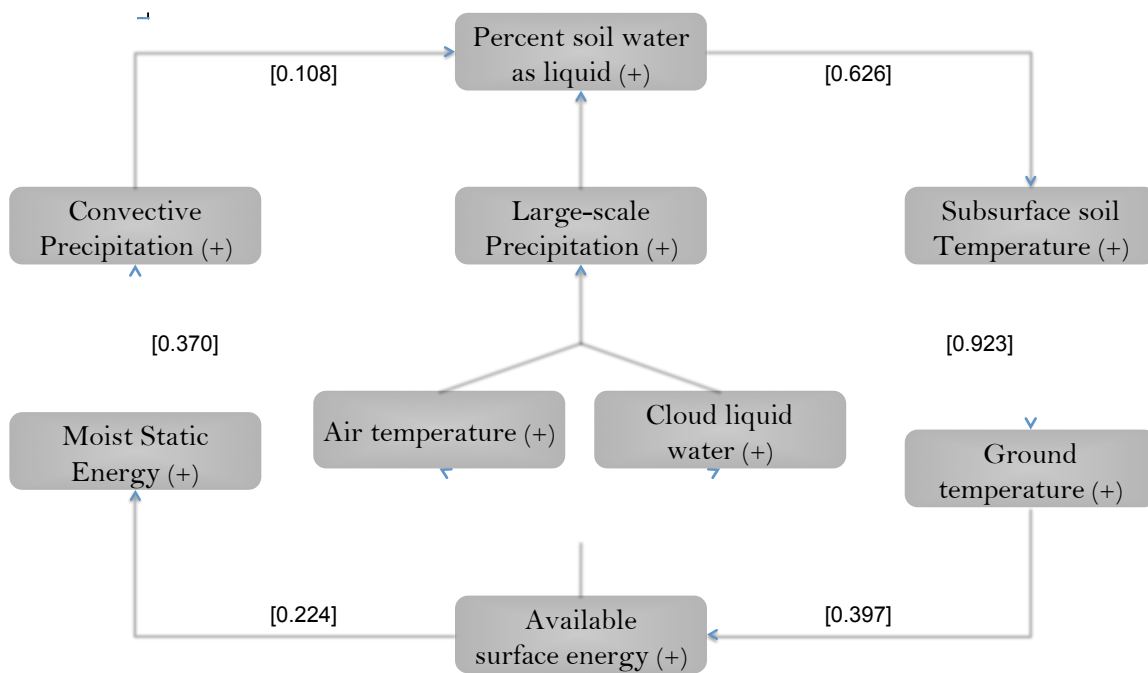 Percent soil water
as liquid (+)
[0.108]
[0.626]
Convective
Precipitation (+)
Large-scale
Precipitation (+)
Subsurface soil
Temperature (+)
[0.370]
[0.923]
Air temperature (+)
Cloud liquid
water (+)
Moist Static
Energy (+)
Ground
temperature (+)
[0.224]
[0.397]
Available
surface energy (+)